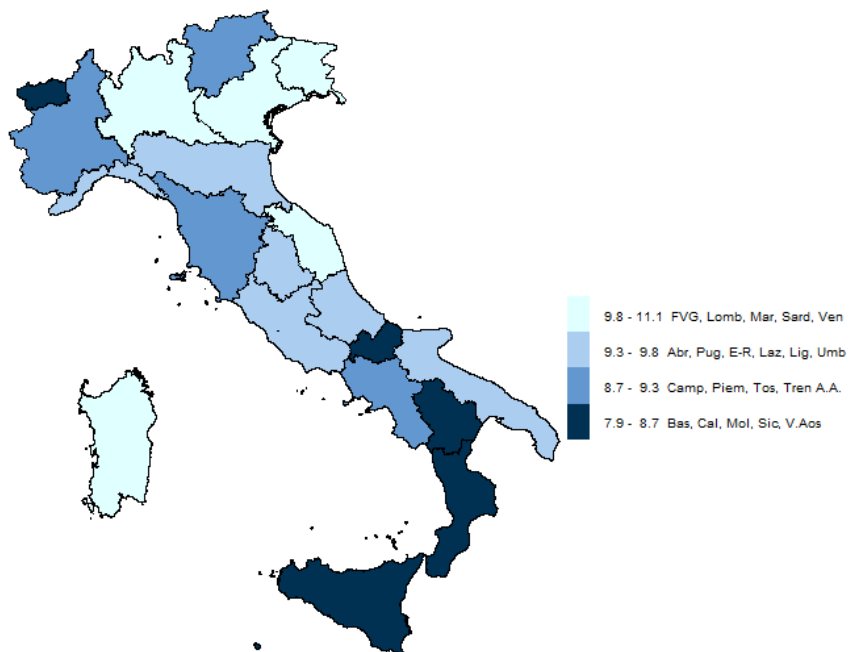 9.8 - 11.1 FVG, Lomb, Mar, Sard, Ven
9.3 - 9.8 Abr, Pug, E-R, Laz, Lig, Umb
8.7 - 9.3 Camp, Piem, Tos, Tren A.A.
7.9 - 8.7 Bas, Cal, Mol, Sic, V.Aos